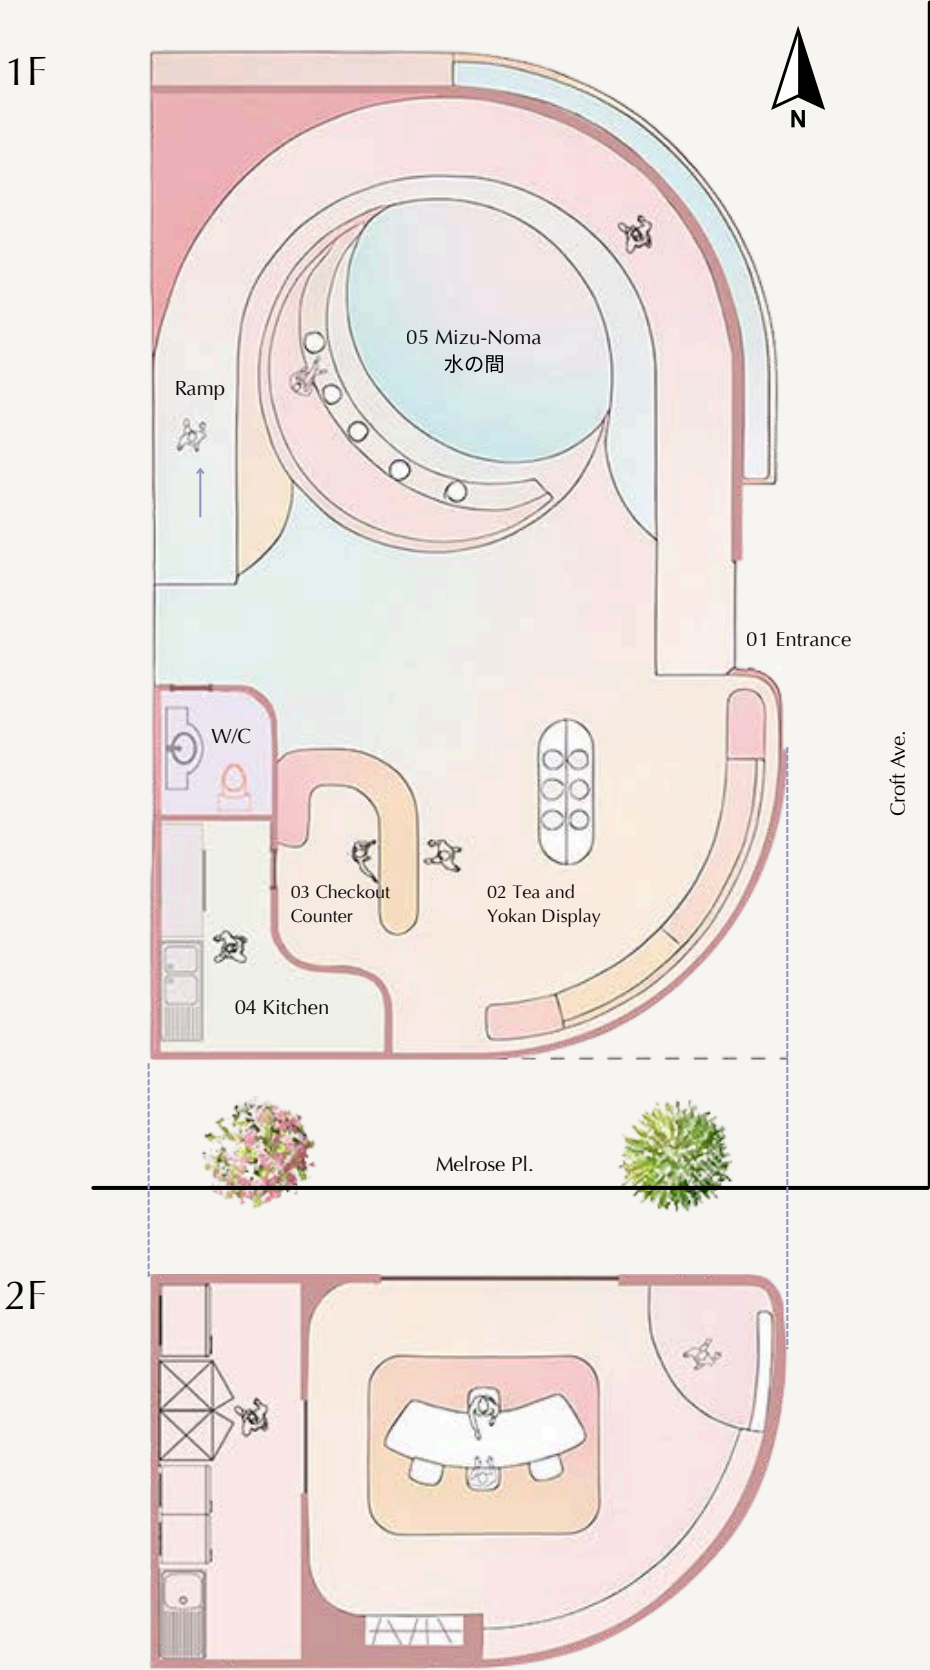 1F
N
05 Mizu-Noma
水の間
Ramp
01 Entrance
W/C
Croft Ave.
03 Checkout
Counter
02 Tea and
Yokan Display
04 Kitchen
Melrose Pl.
2F